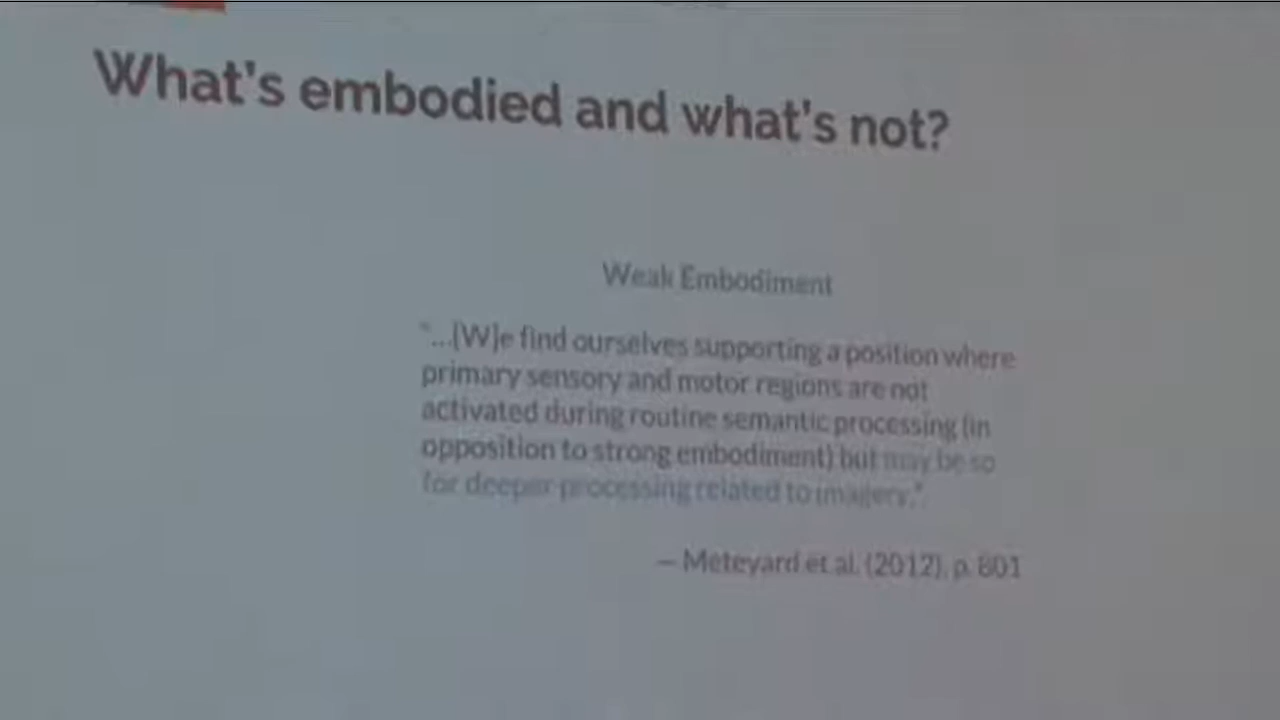 What's embodied and what's not?
Weak Embodiment
"...[W]e find ourselves supporting a position where
primary sensory and motor regions are not
activated during routine semantic processing (in
opposition to strong embodiment) but may be so
for deeper processing related to imagery."
— Meteyard et al. (2012), p. 801